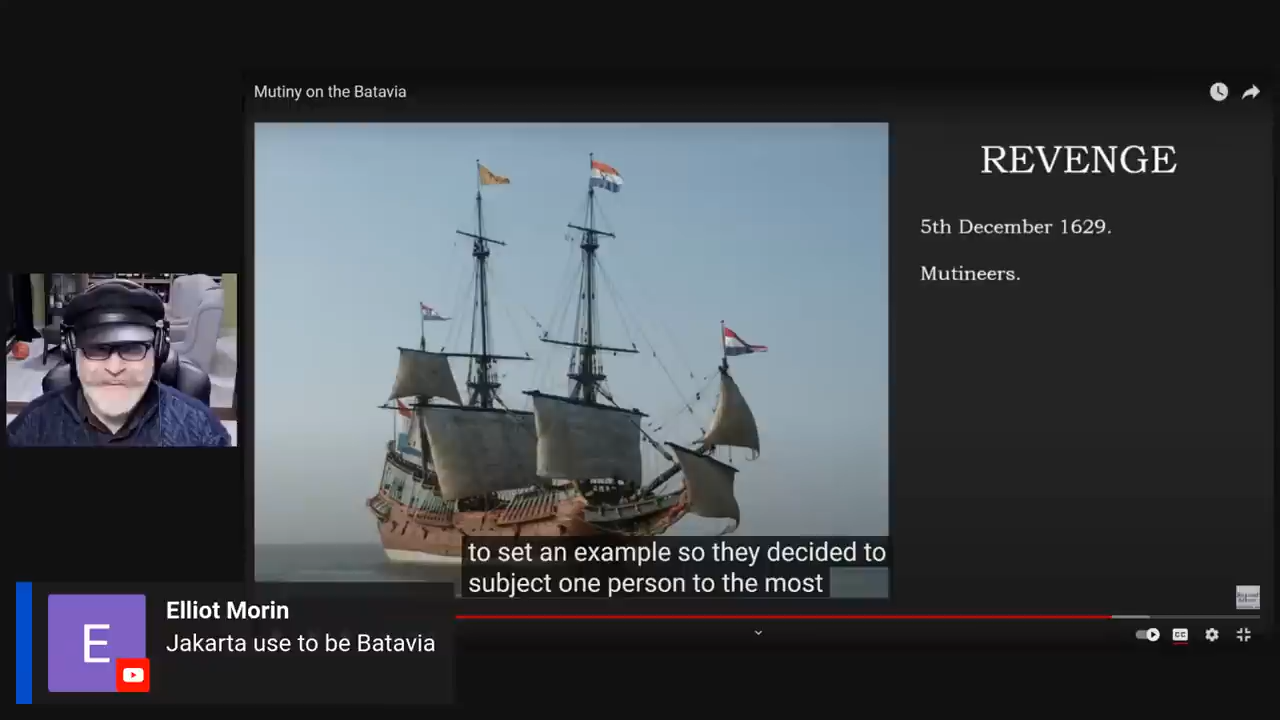 Mutiny on the Batavia
REVENGE
5th December 1629.
Mutineers.
to set an example so they decided to
subject one person to the most
E
Elliot Morin
Jakarta use to be Batavia
CC